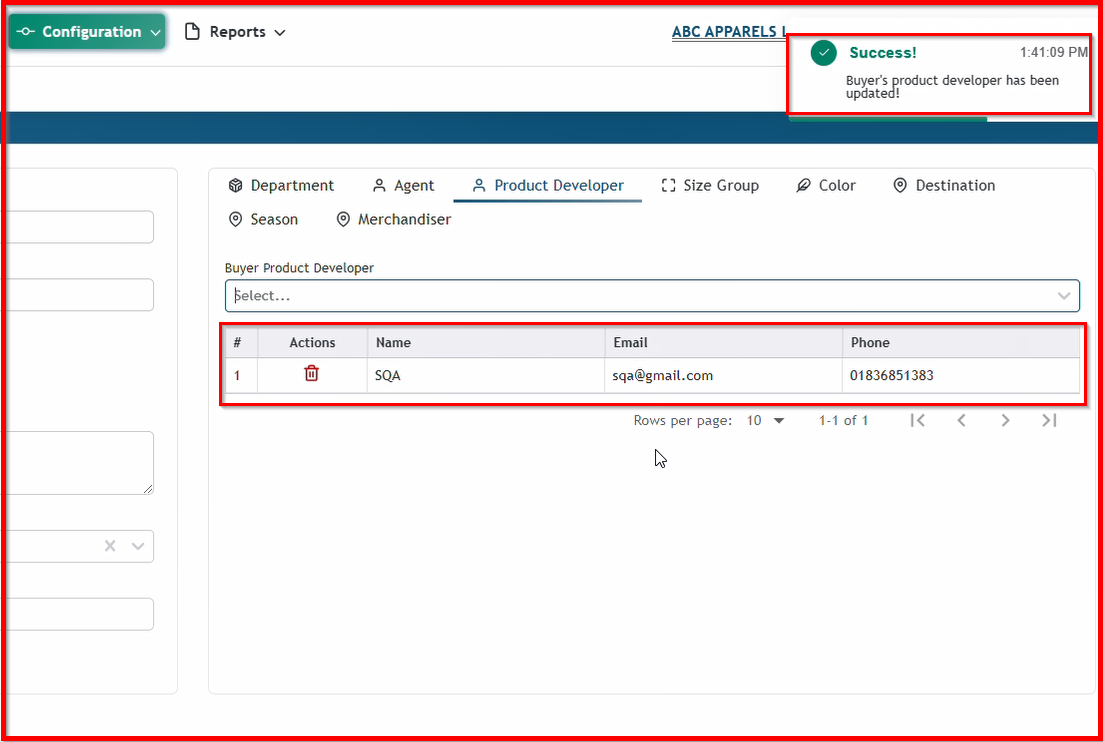 Configuration
Reports
ABC APPARELS
Success!
1:41:09 PM
Buyer's product developer has been
updated!
Department
Agent
Product Developer
Size Group
Color
Destination
Season
Merchandiser
Buyer Product Developer
Select...
# Actions Name Email Phone
1 SQA sqa@gmail.com 01836851383
Rows per page: 10 1-1 of 1